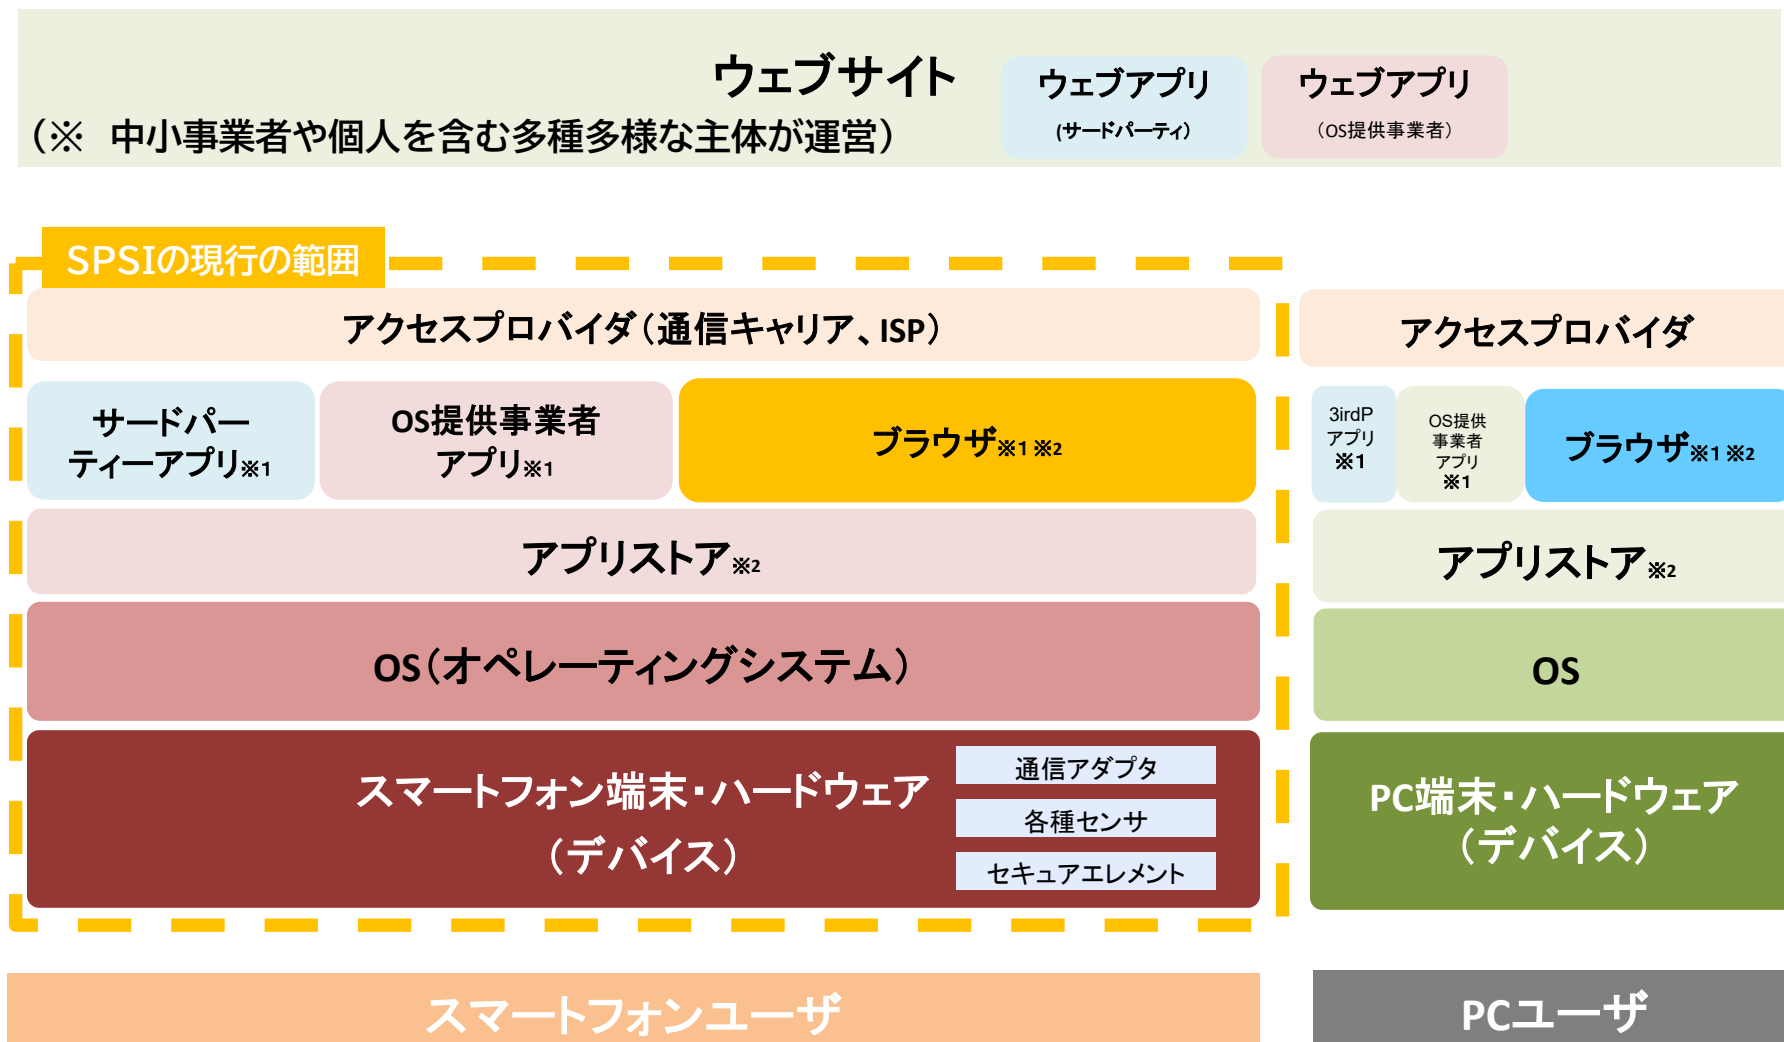 ウェブサイト
(※ 中小事業者や個人を含む多種多様な主体が運営)
ウェブアプリ
(サードパーティ)
ウェブアプリ
(OS提供事業者)
SPSIの現行の範囲
アクセスプロバイダ(通信キャリア、ISP)
サードパー
ティーアプリ※1
OS提供事業者
アプリ※1
ブラウザ※1 ※2
アプリストア※2
OS(オペレーティングシステム)
スマートフォン端末・ハードウェア
(デバイス)
通信アダプタ
各種センサ
セキュアエレメント
スマートフォンユーザ
アクセスプロバイダ
3irdP
アプリ
※1
OS提供
事業者
アプリ
※1
ブラウザ※1 ※2
アプリストア※2
OS
PC端末・ハードウェア
(デバイス)
PCユーザ